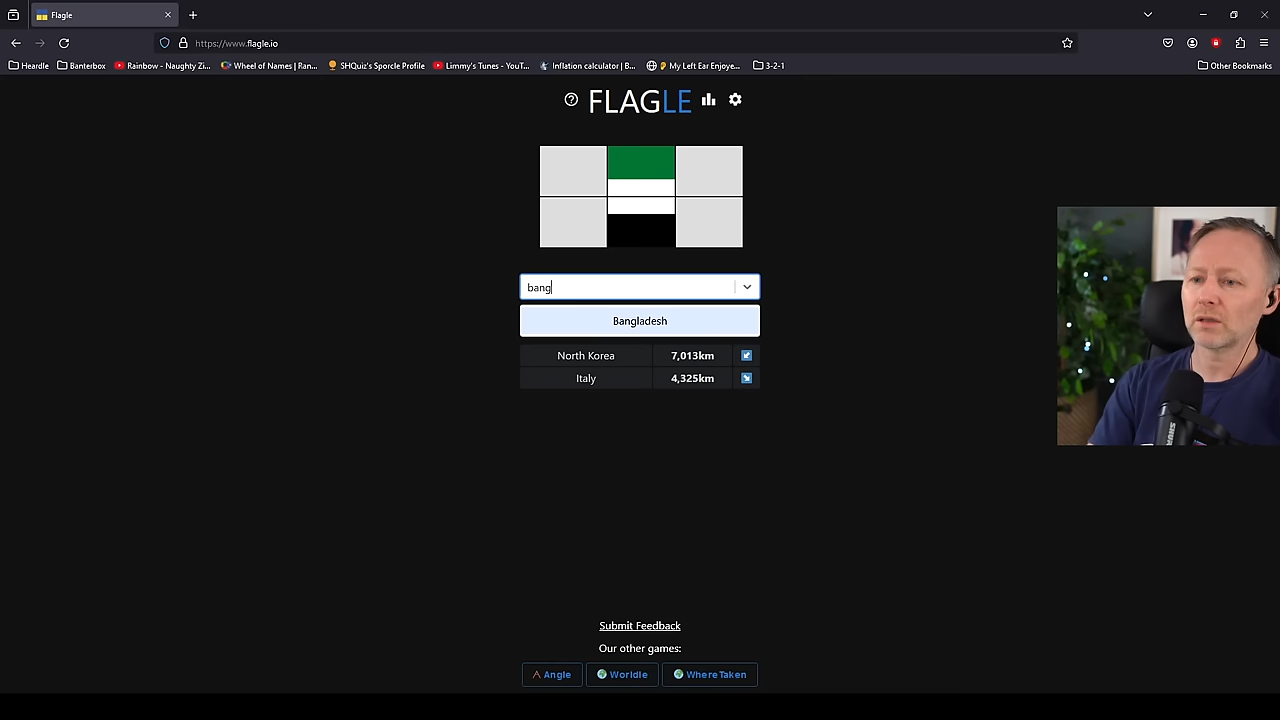 Flagle
https://www.flagle.io
Heardle
Banterbox
Rainbow - Naughty Zi...
Wheel of Names | Ran...
SHQuiz's Sporcle Profile
Limmy's Tunes - YouT...
Inflation calculator | B...
My Left Ear Enjoye...
3-2-1
Other Bookmarks
FLAGLE
bang
Bangladesh
North Korea 7,013km
Italy 4,325km
Submit Feedback
Our other games:
Angle Worldle WhereTaken
SHURE